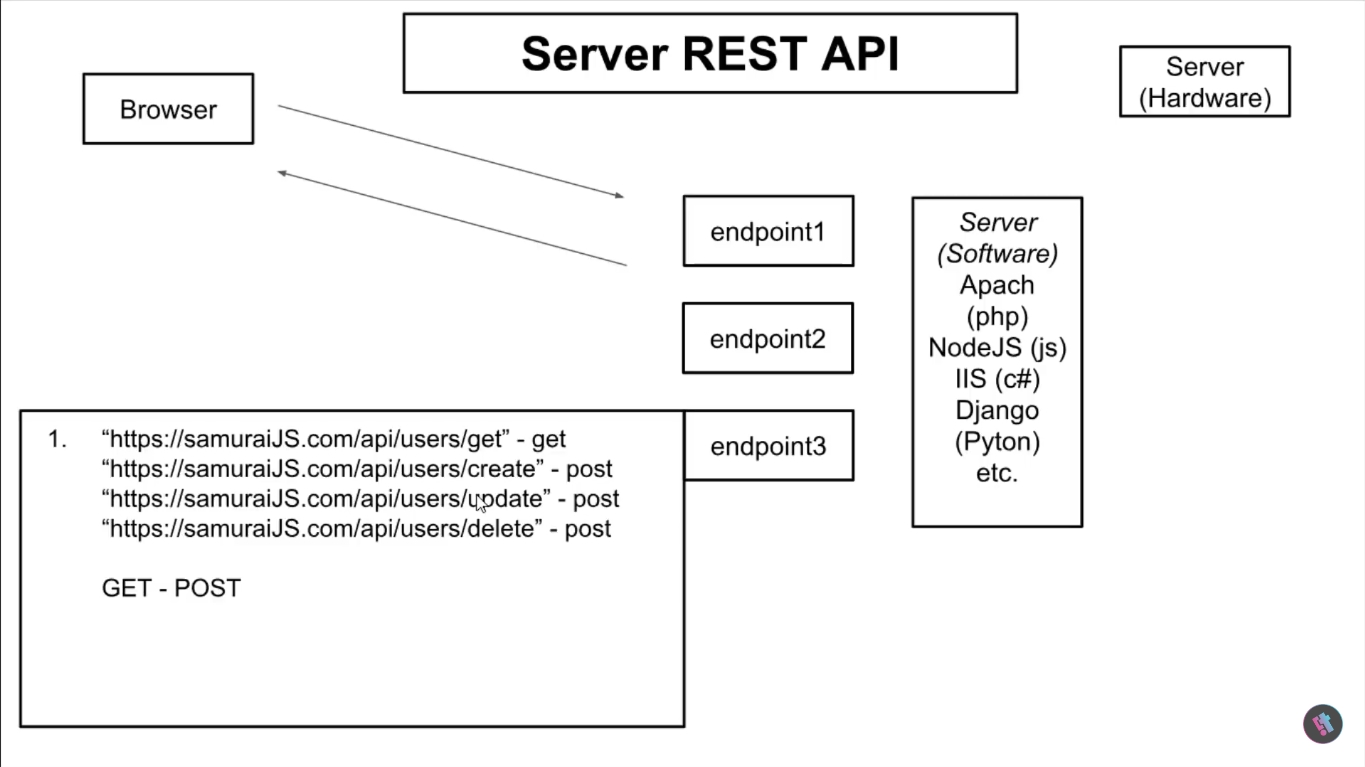 Server REST API
Browser
Server
(Hardware)
endpoint1
endpoint2
endpoint3
Server
(Software)
Apach
(php)
NodeJS (js)
IIS (c#)
Django
(Pyton)
etc.
1. “https://samuraiJS.com/api/users/get” - get
“https://samuraiJS.com/api/users/create” - post
“https://samuraiJS.com/api/users/update” - post
“https://samuraiJS.com/api/users/delete” - post
GET - POST